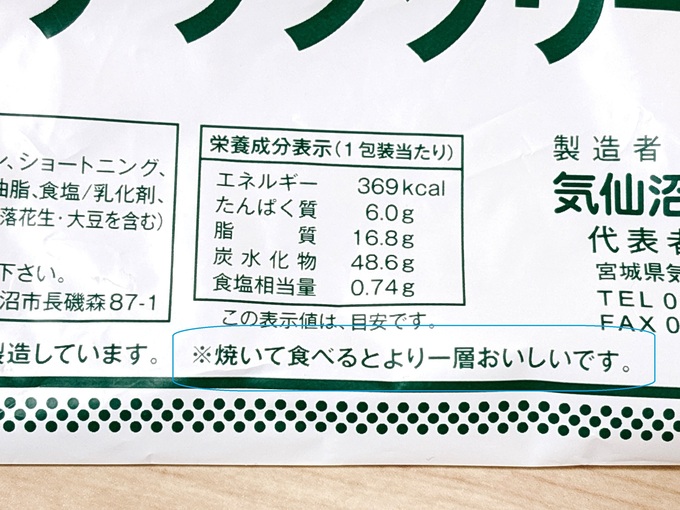 ン、ショートニング、
油脂、食塩/乳化剤、
落花生・大豆を含む)
下さい。
沼市長磯森87-1
製造しています。
栄養成分表示(1包装当たり)
エネルギー 369kcal
たんぱく質 6.0g
脂質 16.8g
炭水化物 48.6g
食塩相当量 0.74g
この表示値は、目安です。
※焼いて食べるとより一層おいしいです。
製造者
気仙沼
代表者
宮城県気
TEL 0
FAX 0